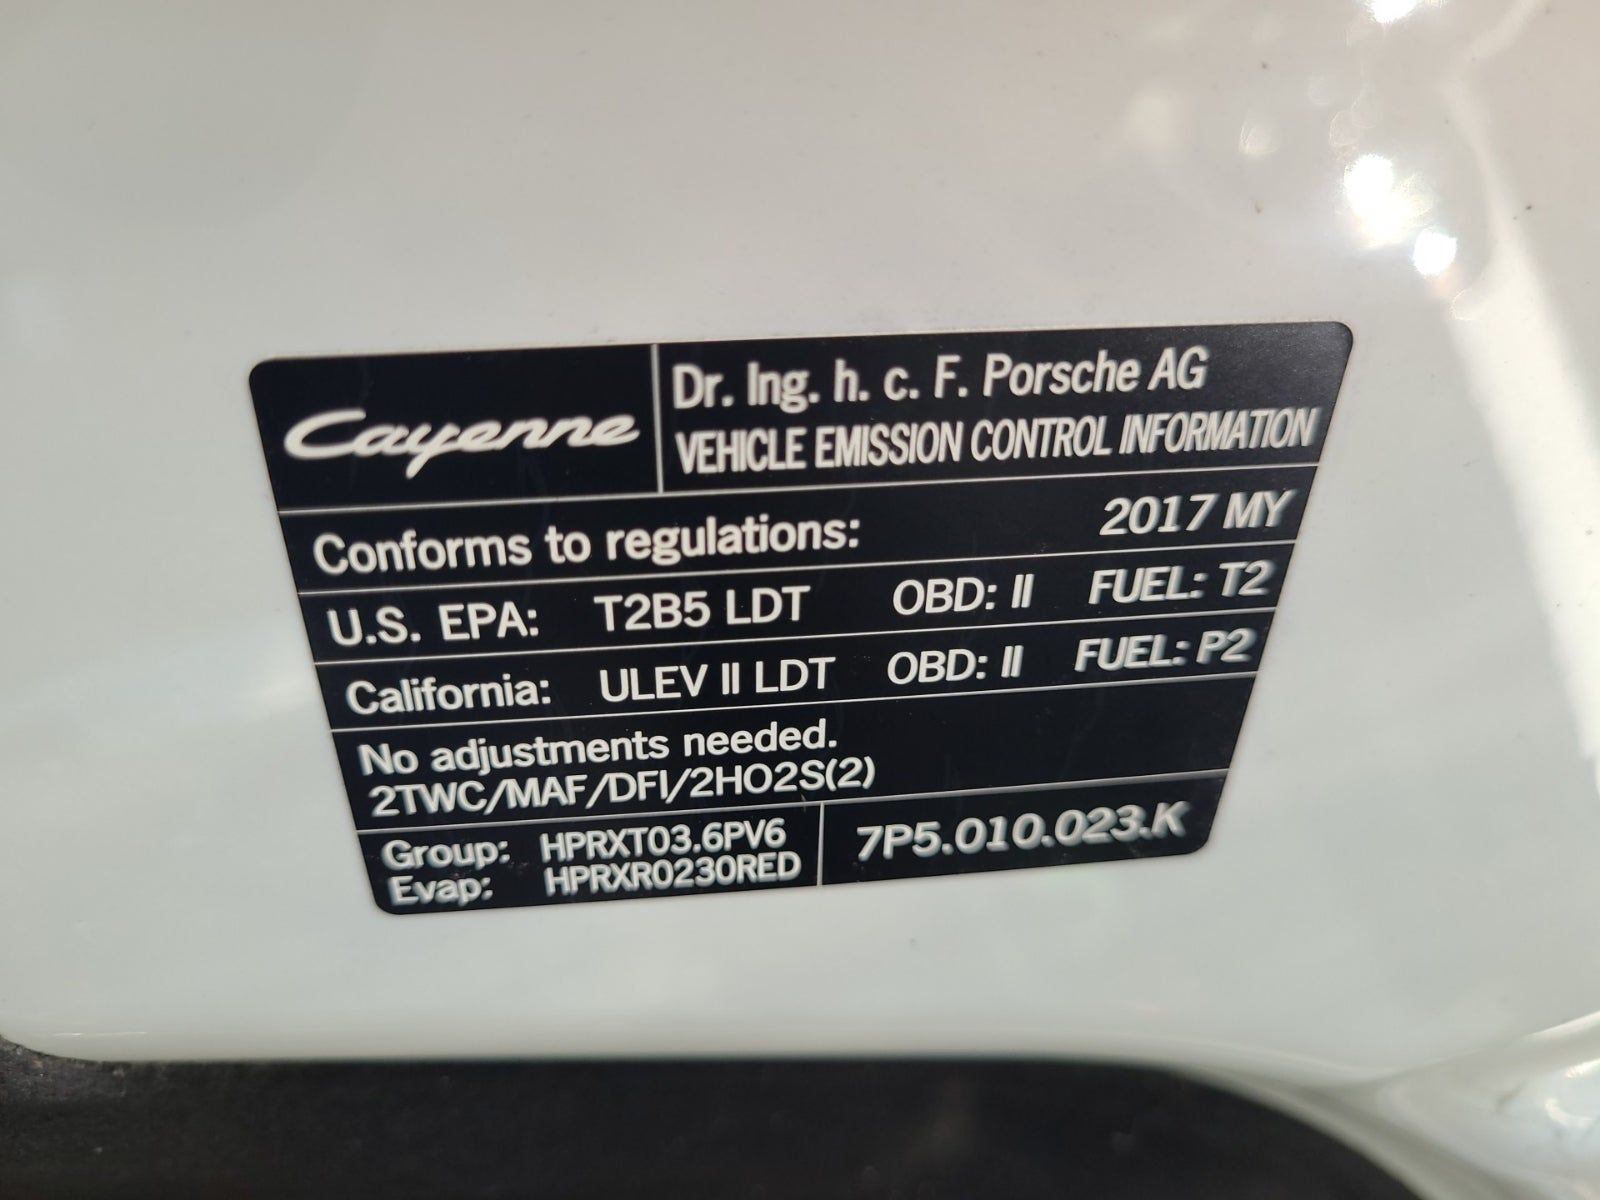 Cayenne
Dr. Ing. h. c. F. Porsche AG
VEHICLE EMISSION CONTROL INFORMATION
Conforms to regulations: 2017 MY
U.S. EPA: T2B5 LDT OBD: II FUEL: T2
California: ULEV II LDT OBD: II FUEL: P2
No adjustments needed.
2TWC/MAF/DFI/2HO2S(2)
Group: HPRXT03.6PV6
Evap: HPRXR0230RED
7P5.010.023.K